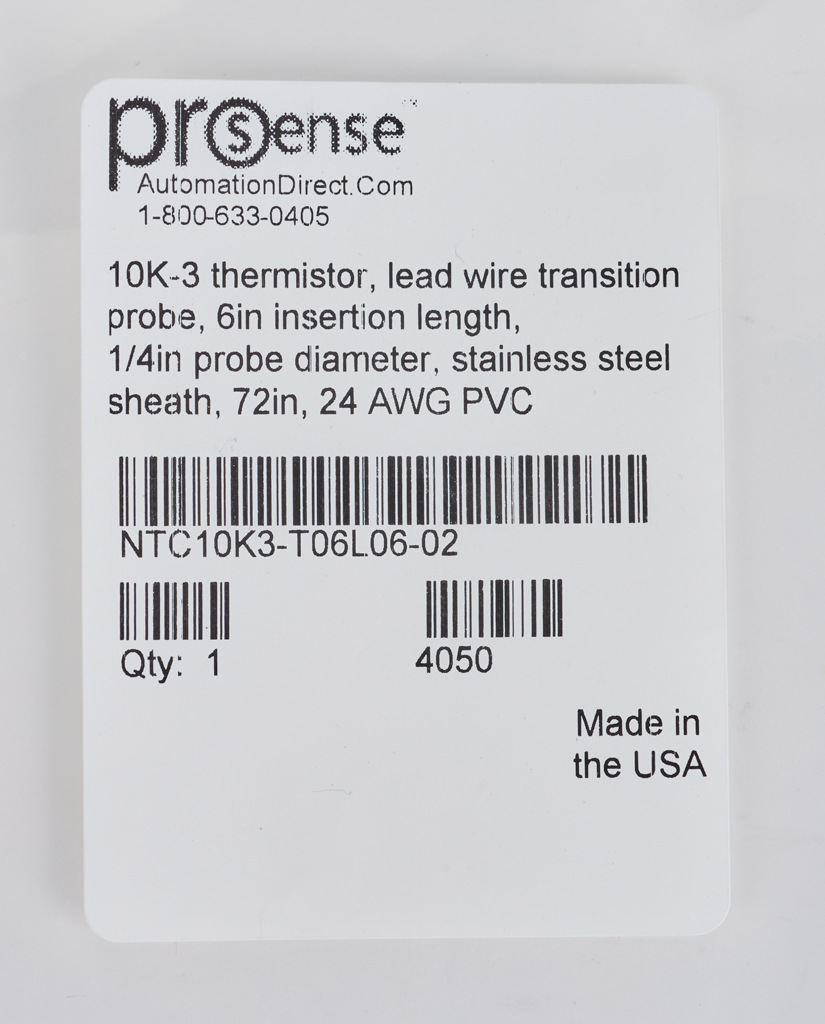 prosense™
AutomationDirect.Com
1-800-633-0405
10K-3 thermistor, lead wire transition
probe, 6in insertion length,
1/4in probe diameter, stainless steel
sheath, 72in, 24 AWG PVC
NTC10K3-T06L06-02
Qty: 1 4050
Made in
the USA